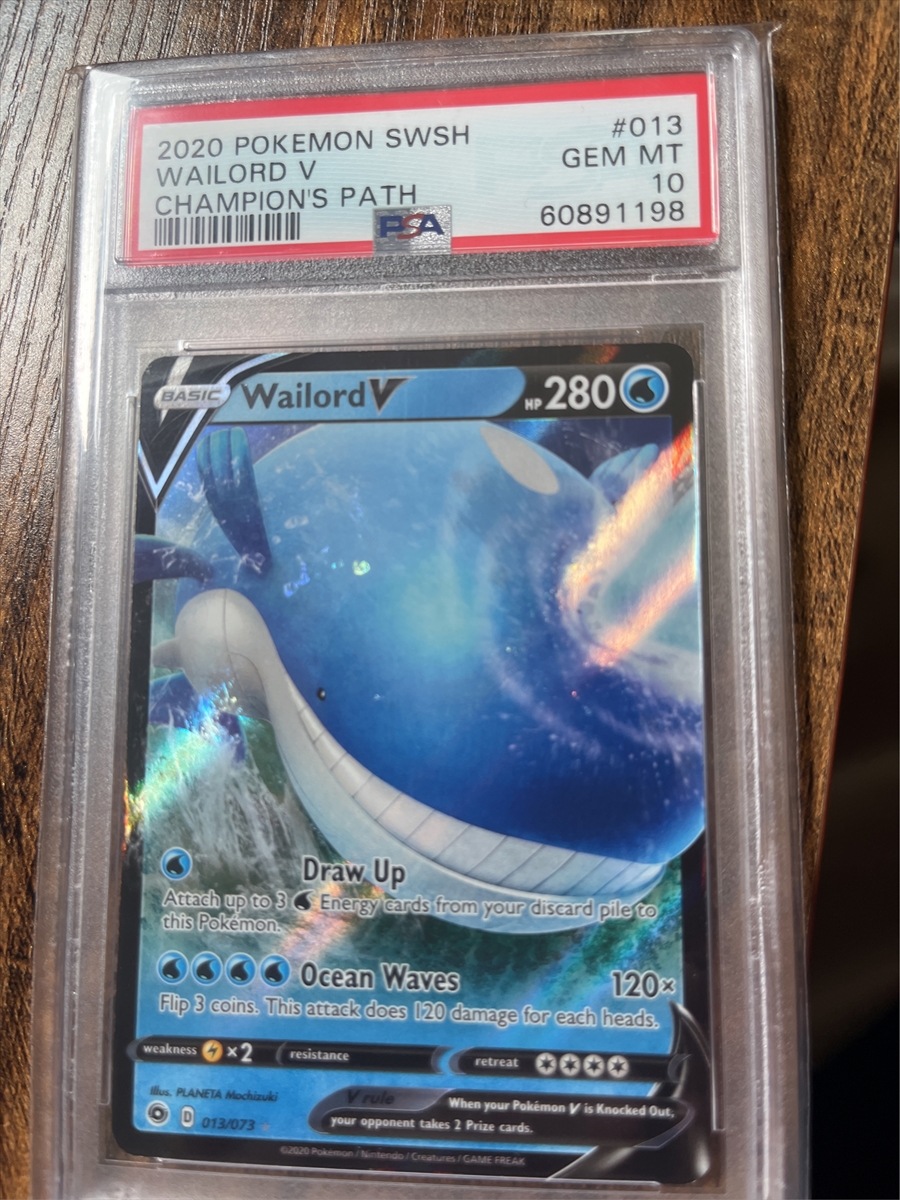 2020 POKEMON SWSH #013
WAILORD V GEM MT
CHAMPION'S PATH 10
PSA 60891198
BASIC Wailord V HP 280
Draw Up
Attach up to 3 Energy cards from your discard pile to
this Pokémon.
Ocean Waves 120×
Flip 3 coins. This attack does 120 damage for each heads.
weakness ×2 resistance retreat
Illus. PLANETA Mochizuki
V rule When your Pokémon V is Knocked Out,
your opponent takes 2 Prize cards.
D 013/073
©2020 Pokémon / Nintendo / Creatures / GAME FREAK